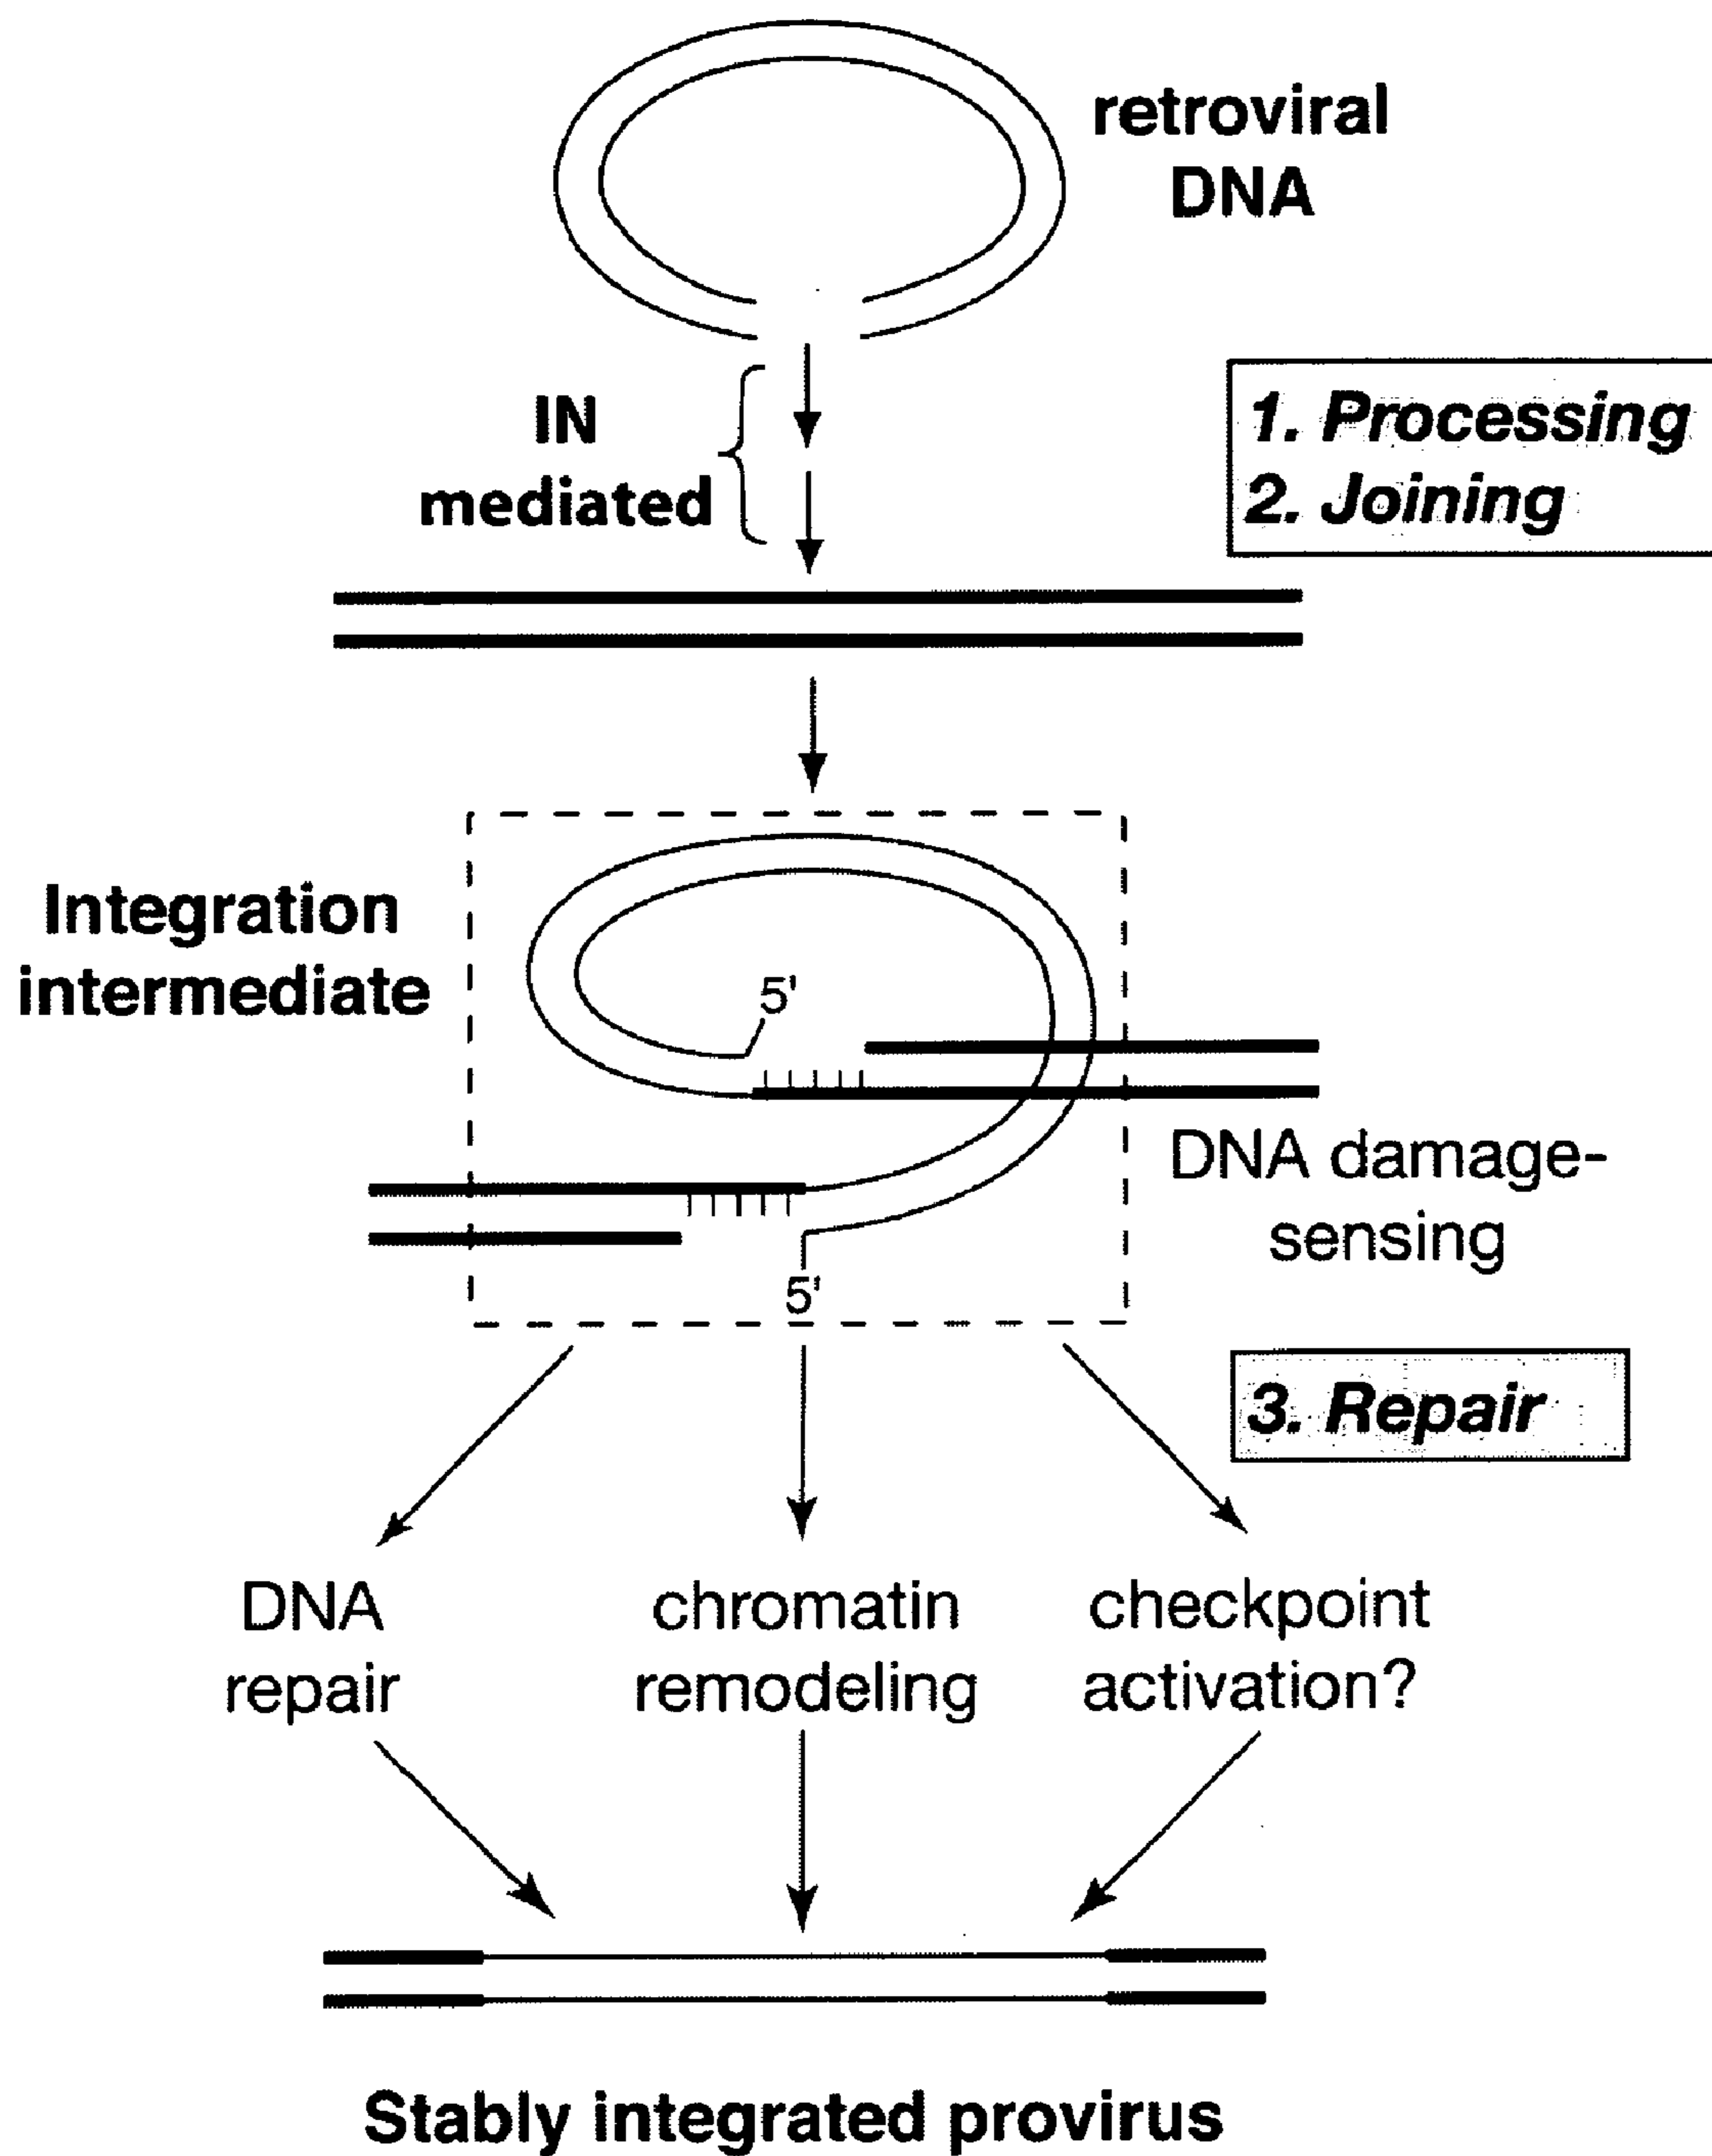 retroviral
DNA
IN
mediated
1. Processing
2. Joining
Integration
intermediate
5'
DNA damage-
sensing
5'
3. Repair
DNA
repair
chromatin
remodeling
checkpoint
activation?
Stably integrated provirus